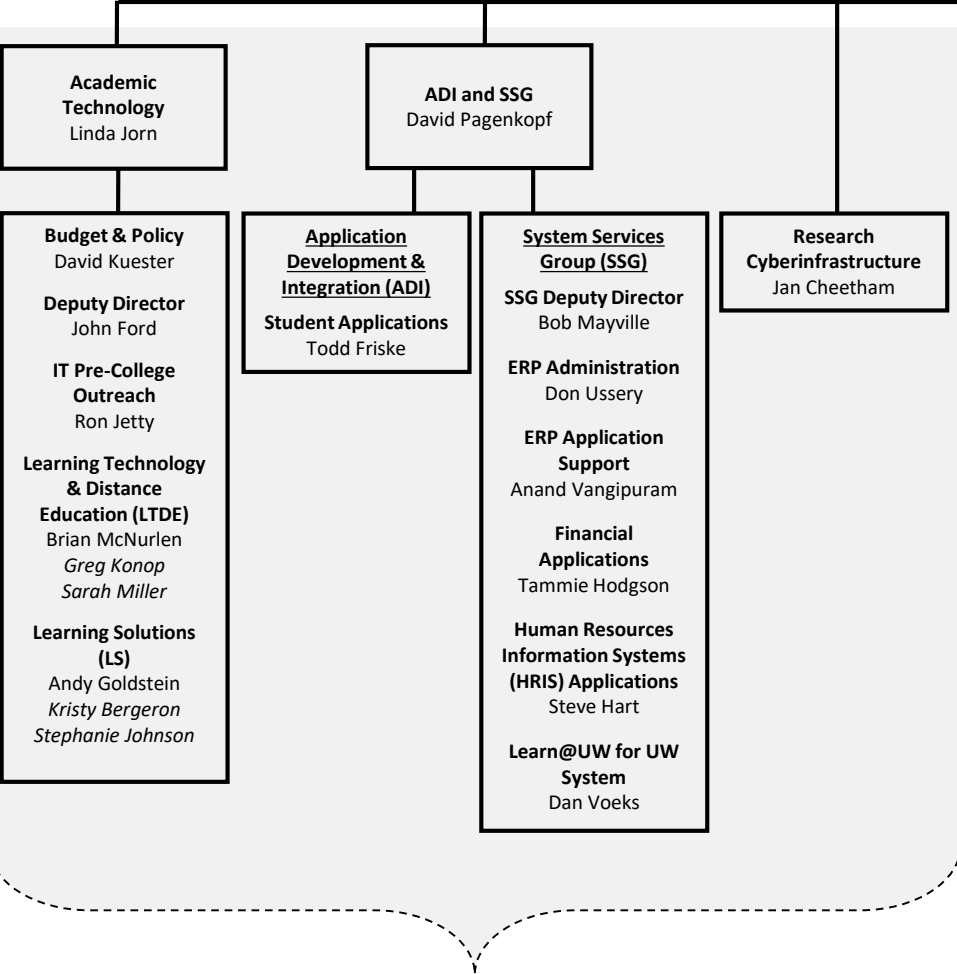 Academic
Technology
Linda Jorn
ADI and SSG
David Pagenkopf
Budget & Policy
David Kuester
Deputy Director
John Ford
IT Pre-College
Outreach
Ron Jetty
Learning Technology
& Distance
Education (LTDE)
Brian McNurlen
Greg Konop
Sarah Miller
Learning Solutions
(LS)
Andy Goldstein
Kristy Bergeron
Stephanie Johnson
Application
Development &
Integration (ADI)
Student Applications
Todd Friske
System Services
Group (SSG)
SSG Deputy Director
Bob Mayville
ERP Administration
Don Ussery
ERP Application
Support
Anand Vangipuram
Financial
Applications
Tammie Hodgson
Human Resources
Information Systems
(HRIS) Applications
Steve Hart
Learn@UW for UW
System
Dan Voeks
Research
Cyberinfrastructure
Jan Cheetham